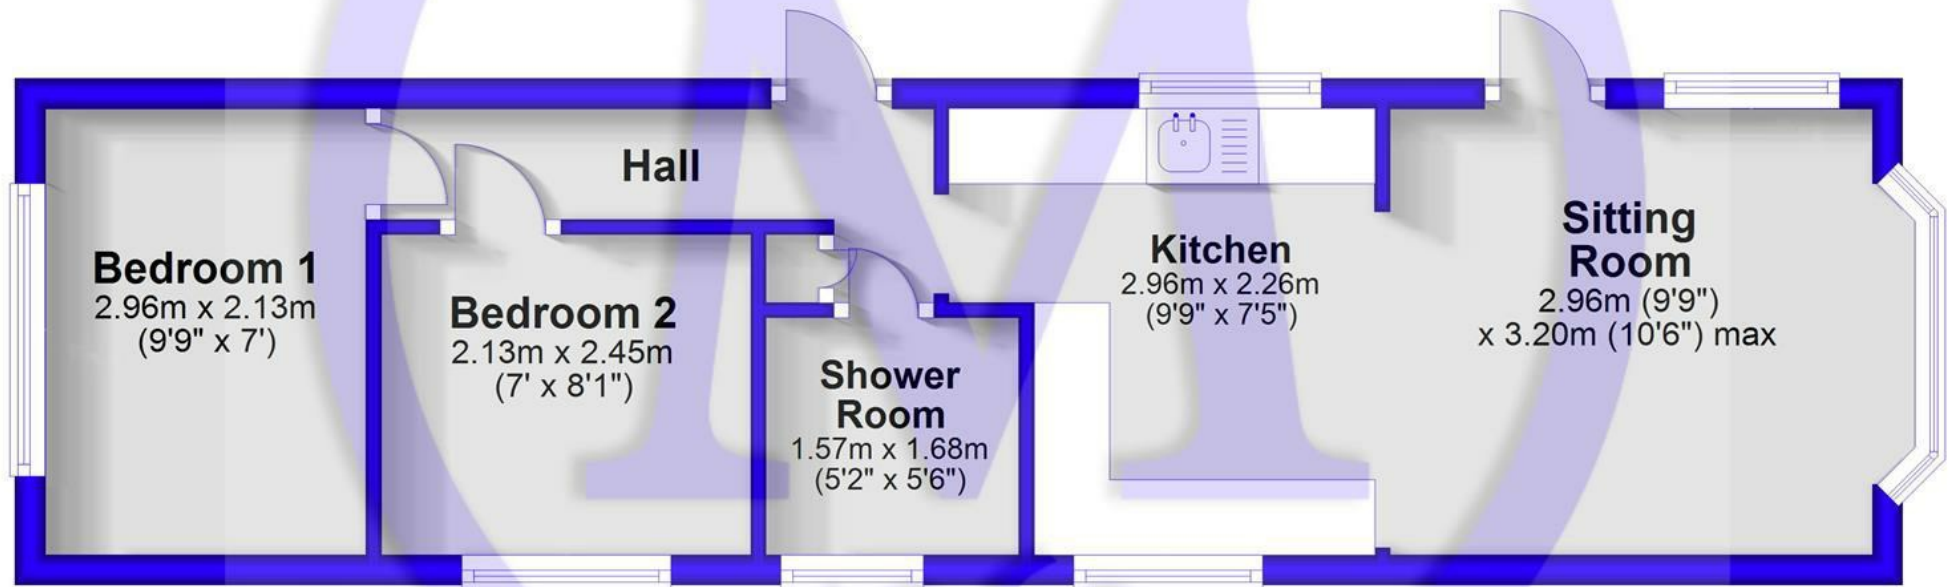 Hall
Bedroom 1
2.96m x 2.13m
(9'9" x 7')
Bedroom 2
2.13m x 2.45m
(7' x 8'1")
Shower
Room
1.57m x 1.68m
(5'2" x 5'6")
Kitchen
2.96m x 2.26m
(9'9" x 7'5")
Sitting
Room
2.96m (9'9")
x 3.20m (10'6") max
(M)